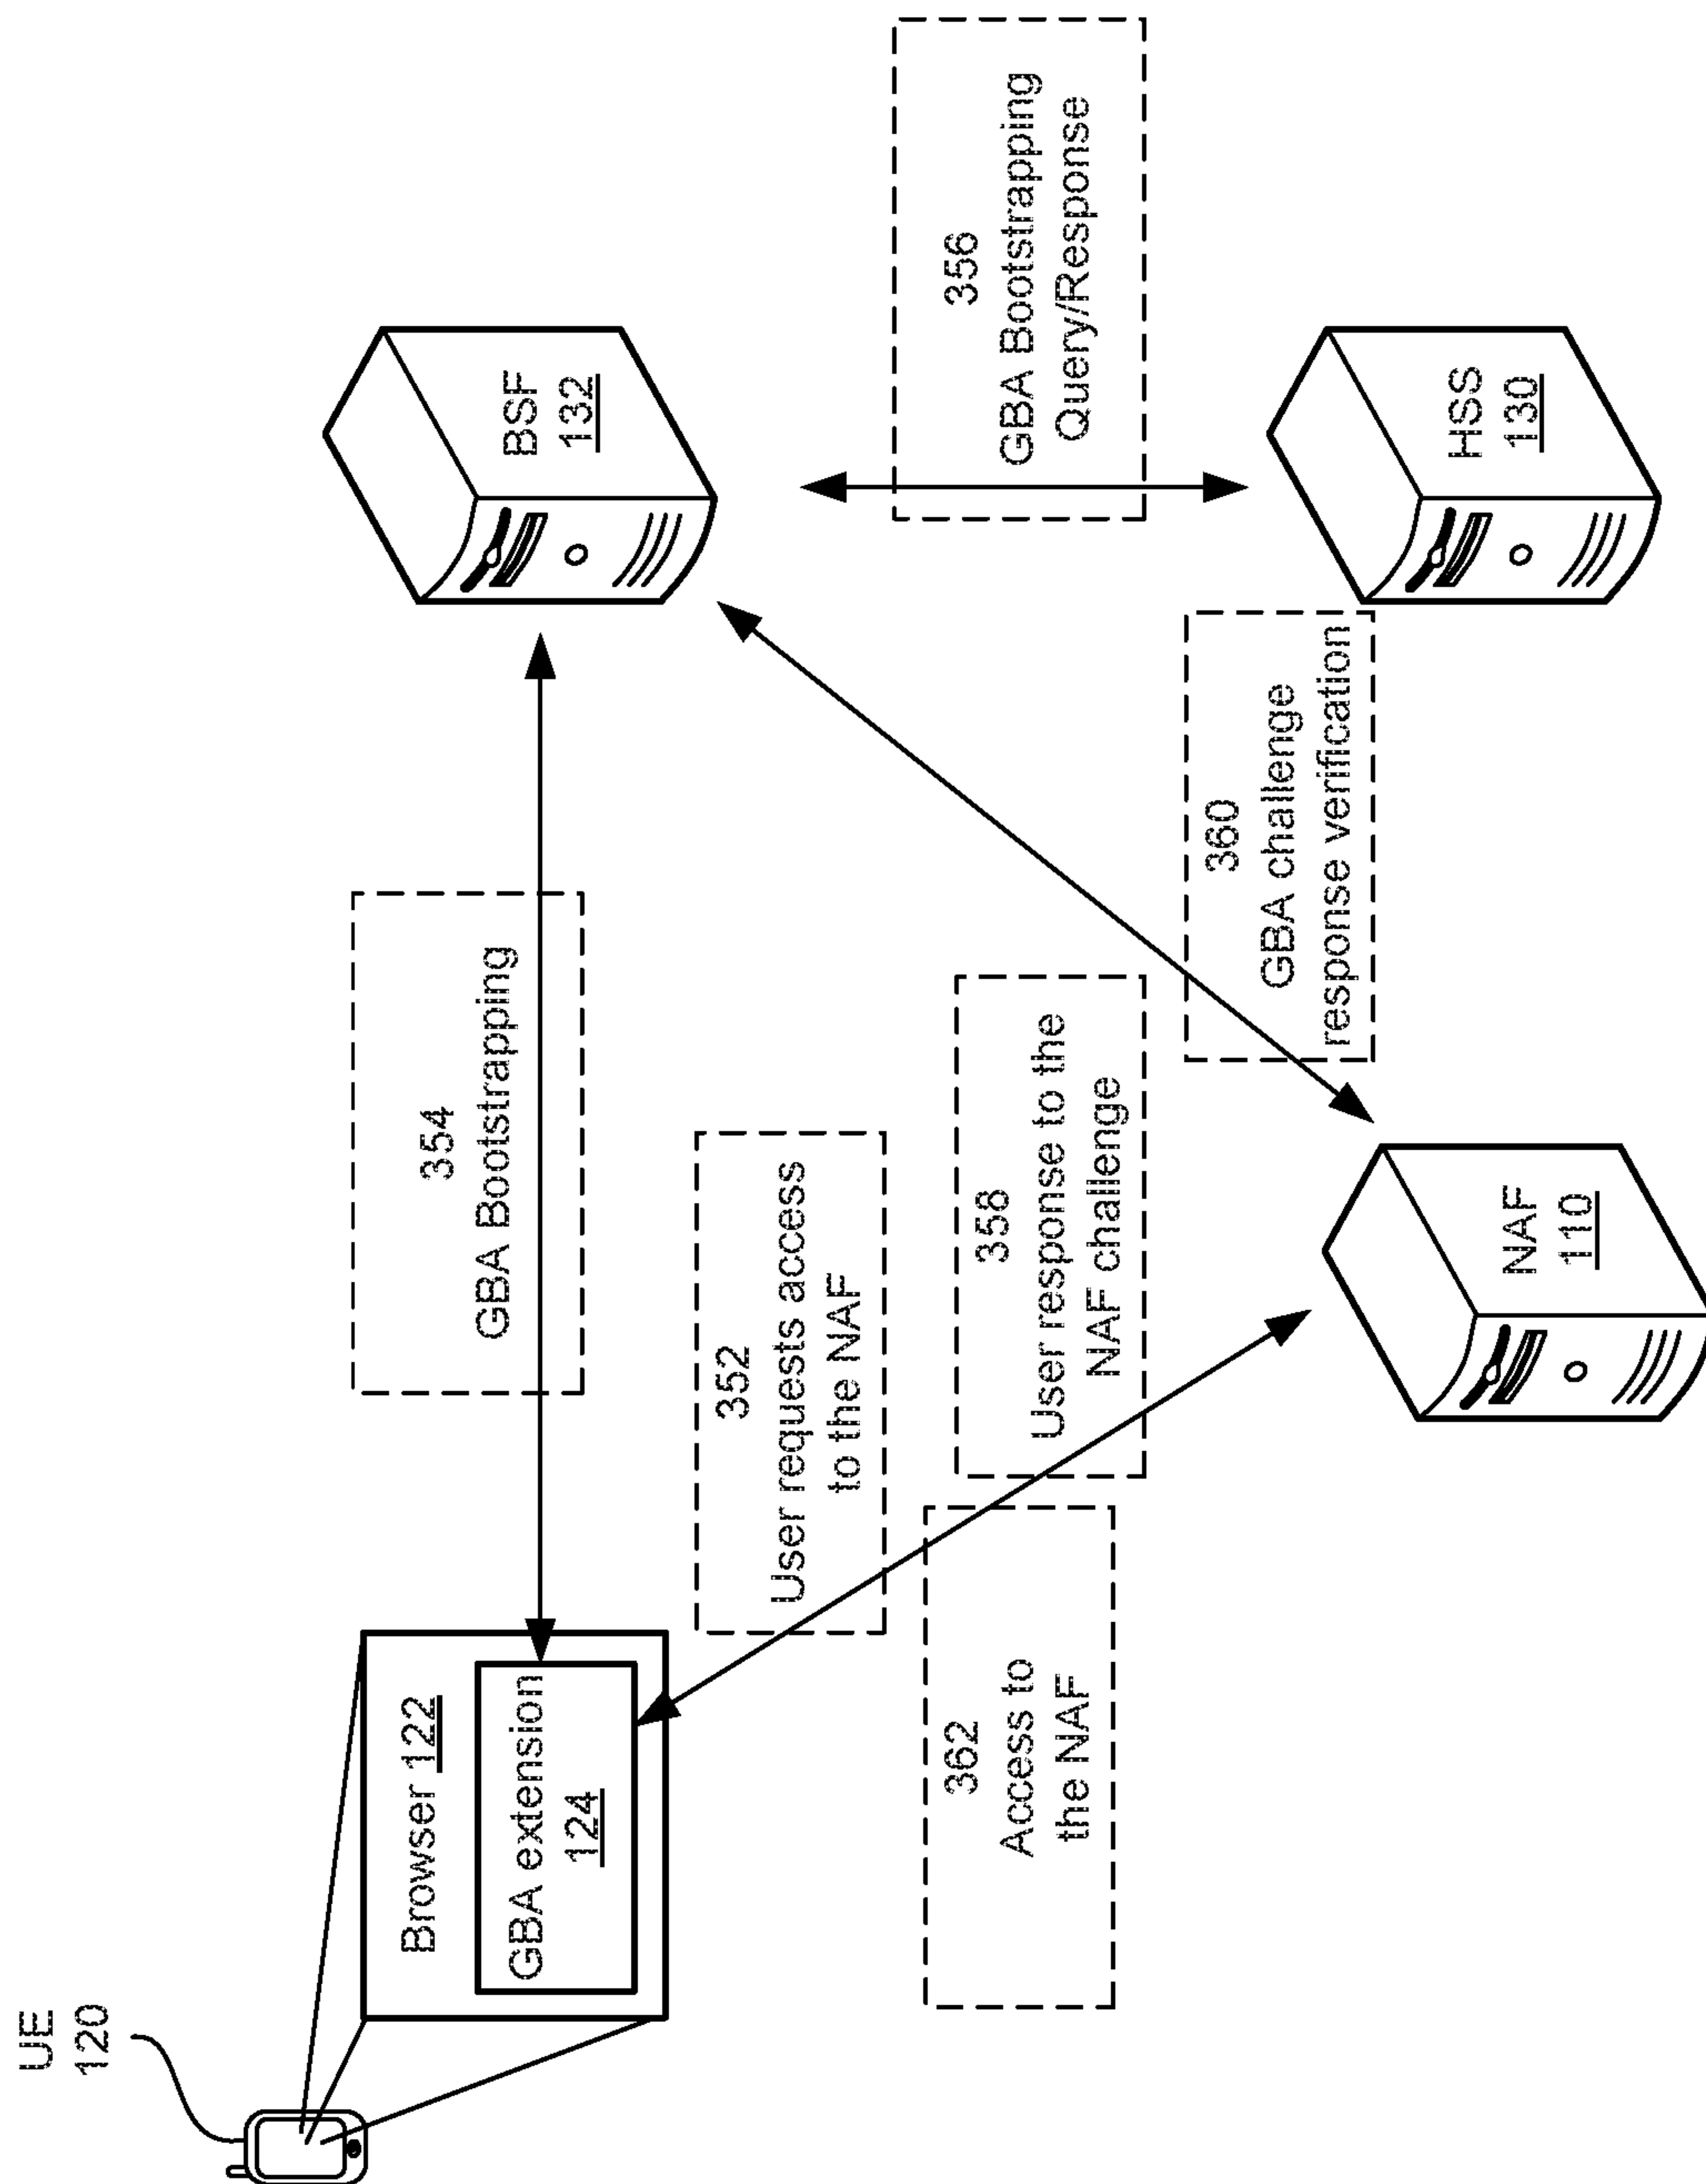 UE
120
Browser 122
GBA extension
124
354
GBA Bootstrapping
BSF
132
352
User requests access
to the NAF
356
GBA Bootstrapping
Query/Response
362
Access to
the NAF
358
User response to the
NAF challenge
360
GBA challenge
response verification
NAF
110
HSS
130